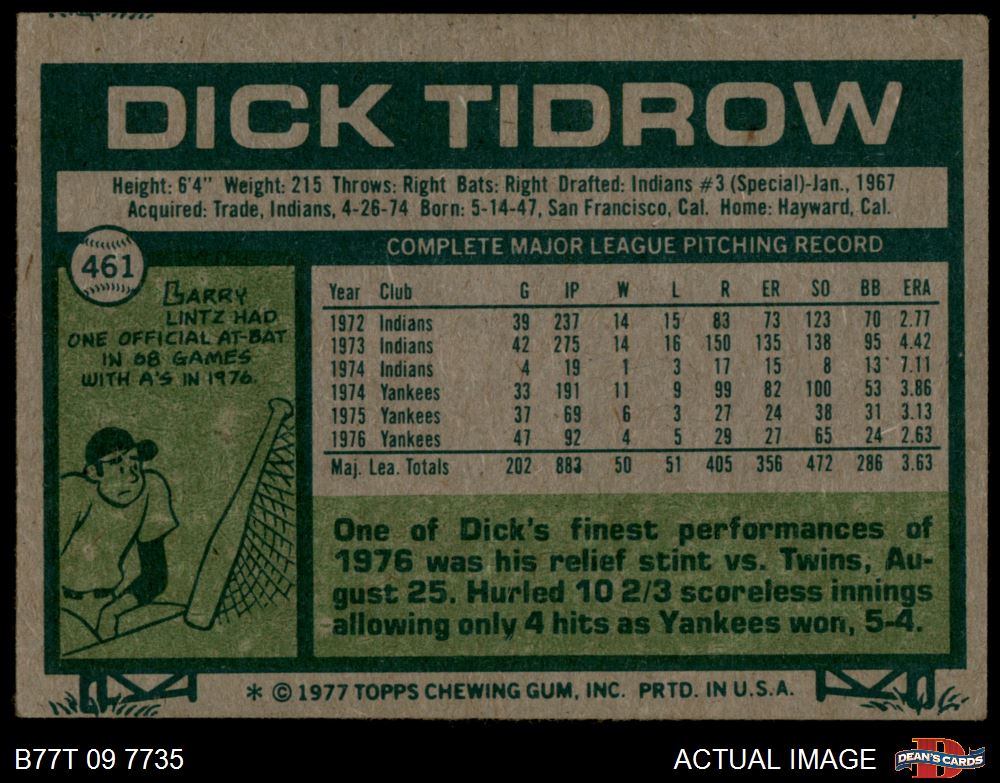 DICK TIDROW
Height: 6'4" Weight: 215 Throws: Right Bats: Right Drafted: Indians #3 (Special)-Jan., 1967
Acquired: Trade, Indians, 4-26-74 Born: 5-14-47, San Francisco, Cal. Home: Hayward, Cal.
461
GARRY
LINTZ HAD
ONE OFFICIAL AT-BAT
IN 68 GAMES
WITH A'S IN 1976.
COMPLETE MAJOR LEAGUE PITCHING RECORD
Year Club G IP W L R ER SO BB ERA
1972 Indians 39 237 14 15 83 73 123 70 2.77
1973 Indians 42 275 14 16 150 135 138 95 4.42
1974 Indians 4 19 1 3 17 15 8 13 7.11
1974 Yankees 33 191 11 9 99 82 100 53 3.86
1975 Yankees 37 69 6 3 27 24 38 31 3.13
1976 Yankees 47 92 4 5 29 27 65 24 2.63
Maj. Lea. Totals 202 883 50 51 405 356 472 286 3.63
One of Dick's finest performances of
1976 was his relief stint vs. Twins, Au-
gust 25. Hurled 10 2/3 scoreless innings
allowing only 4 hits as Yankees won, 5-4.
* © 1977 TOPPS CHEWING GUM, INC. PRTD. IN U.S.A.
B77T 09 7735
ACTUAL IMAGE
D
DEAN'S CARDS